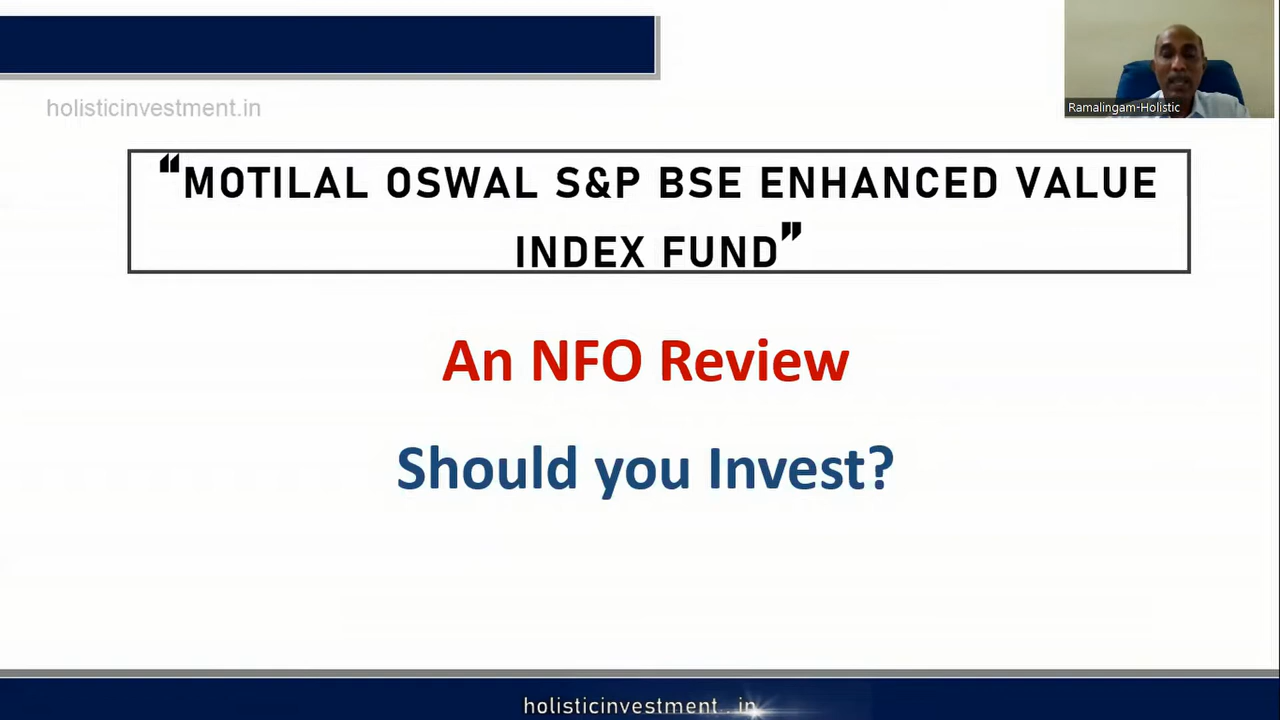 Ramalingam-Holistic
holisticinvestment.in
“MOTILAL OSWAL S&P BSE ENHANCED VALUE
INDEX FUND”
An NFO Review
Should you Invest?
holisticinvestment . in